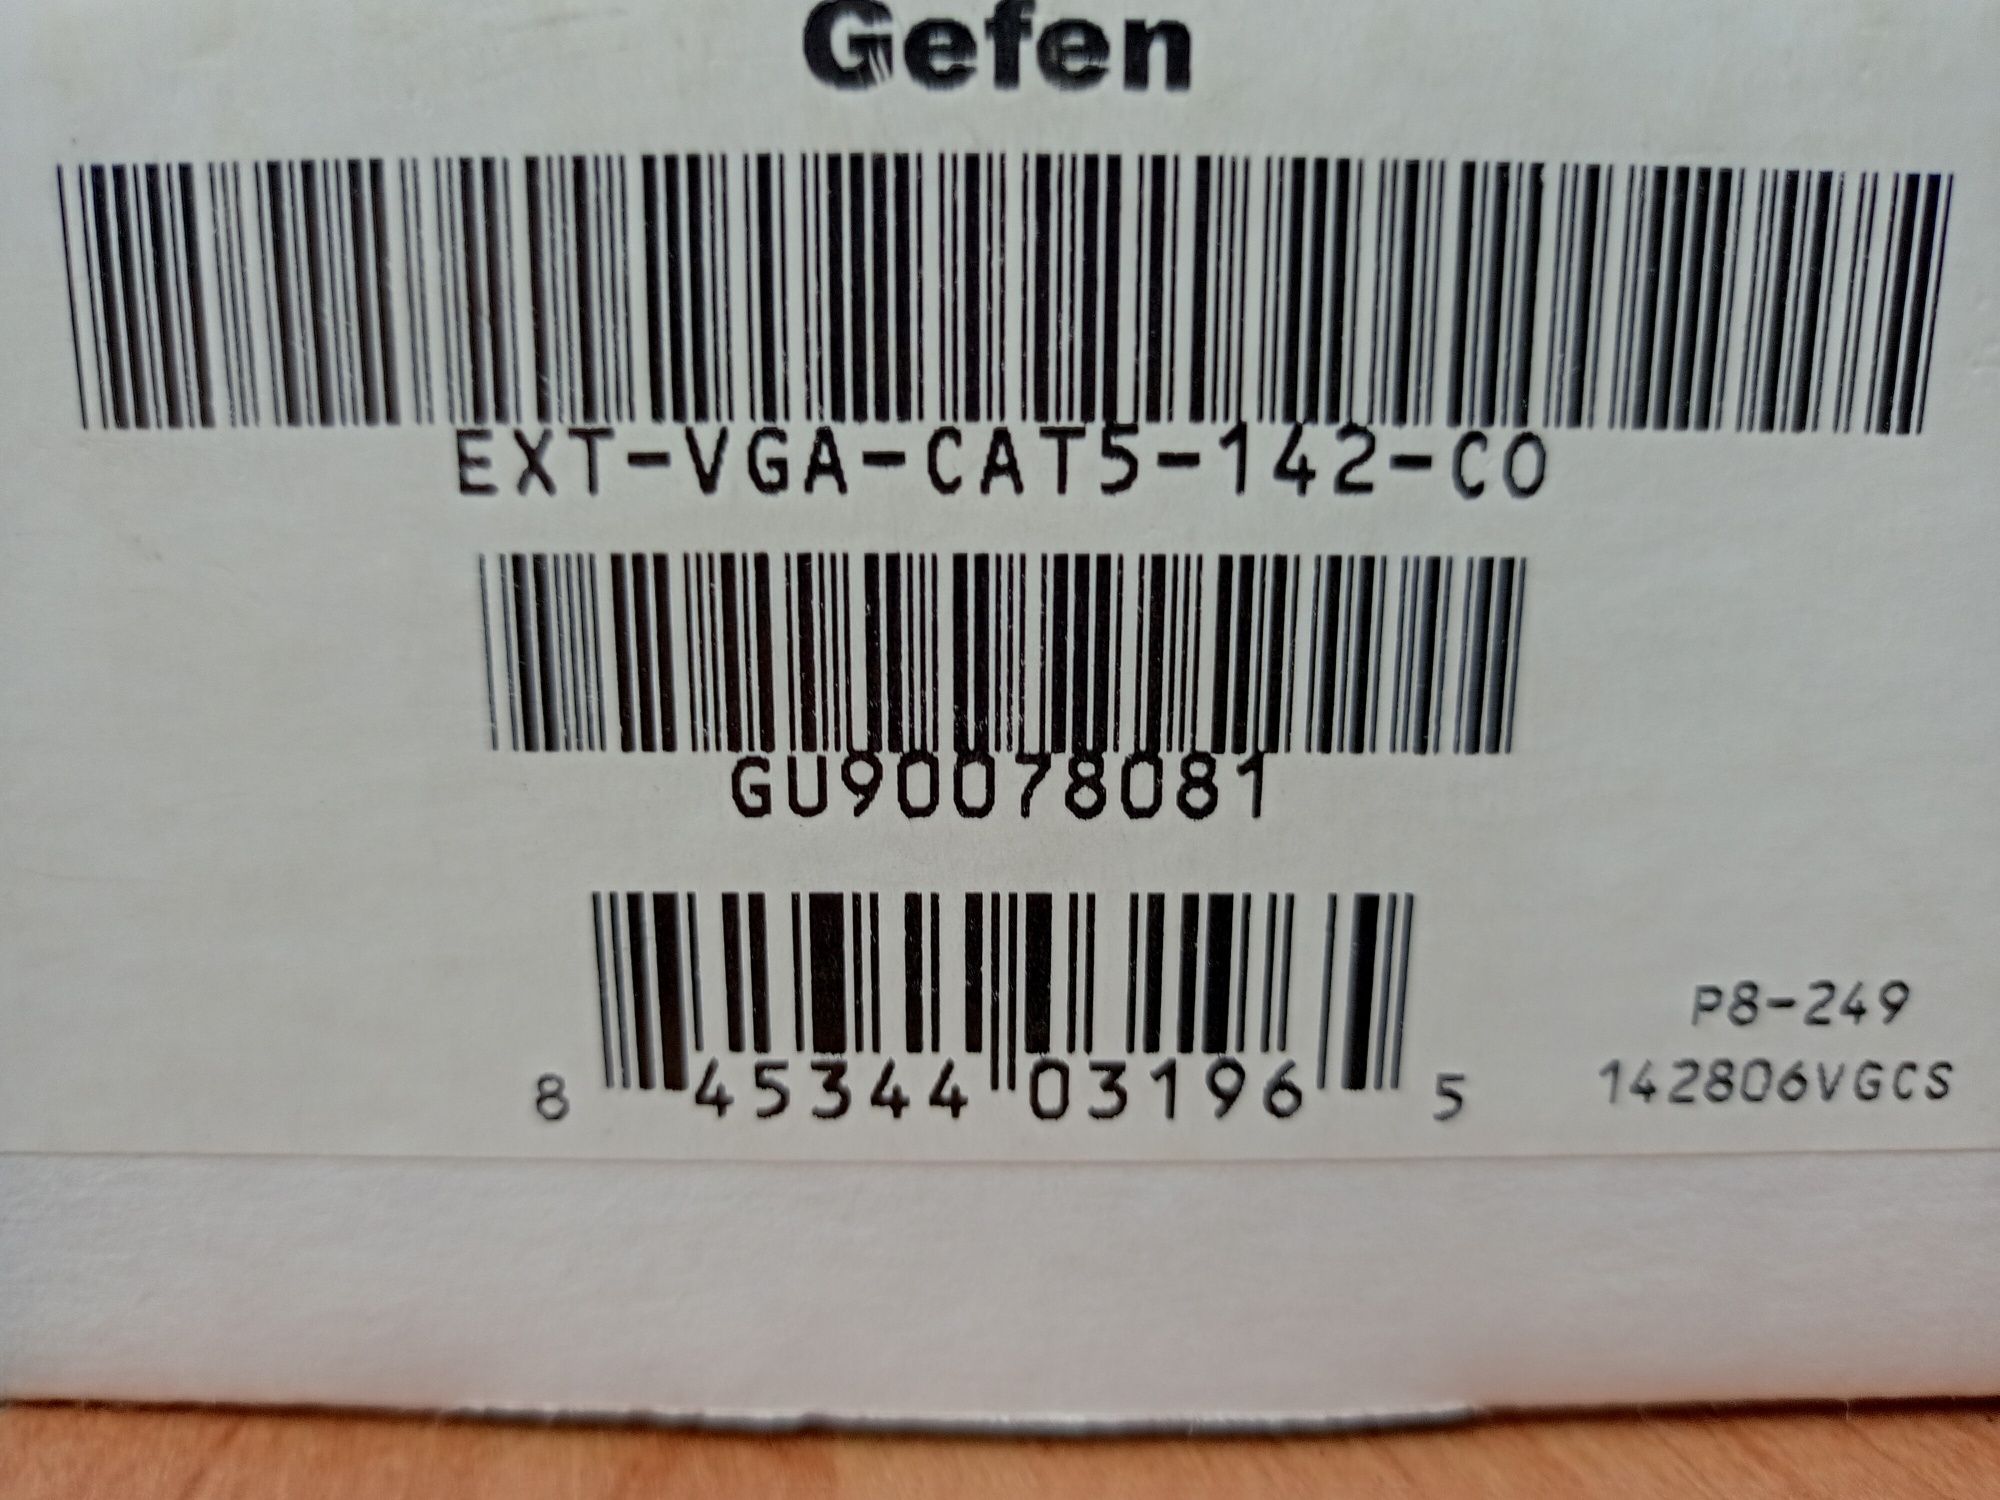 Gefen
EXT-VGA-CAT5-142-CO
GU90078081
8 45344 03196 5
P8-249
142806VGCS